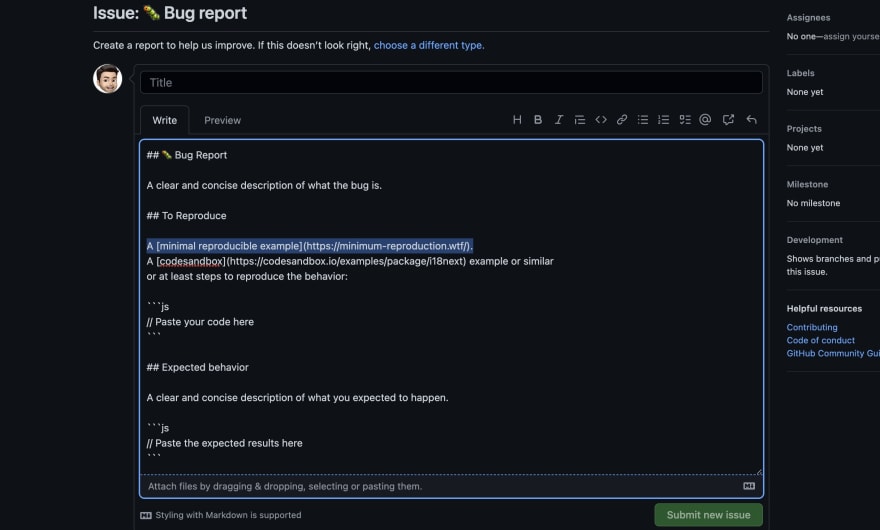 Issue: 🐛 Bug report
Create a report to help us improve. If this doesn't look right, choose a different type.
Title
Write Preview
## 🐛 Bug Report
A clear and concise description of what the bug is.
## To Reproduce
A [minimal reproducible example](https://minimum-reproduction.wtf/).
A [codesandbox](https://codesandbox.io/examples/package/i18next) example or similar
or at least steps to reproduce the behavior:
```js
// Paste your code here
```
## Expected behavior
A clear and concise description of what you expected to happen.
```js
// Paste the expected results here
```
Attach files by dragging & dropping, selecting or pasting them.
Styling with Markdown is supported
Submit new issue
Assignees
No one—assign yourse
Labels
None yet
Projects
None yet
Milestone
No milestone
Development
Shows branches and p
this issue.
Helpful resources
Contributing
Code of conduct
GitHub Community Gui